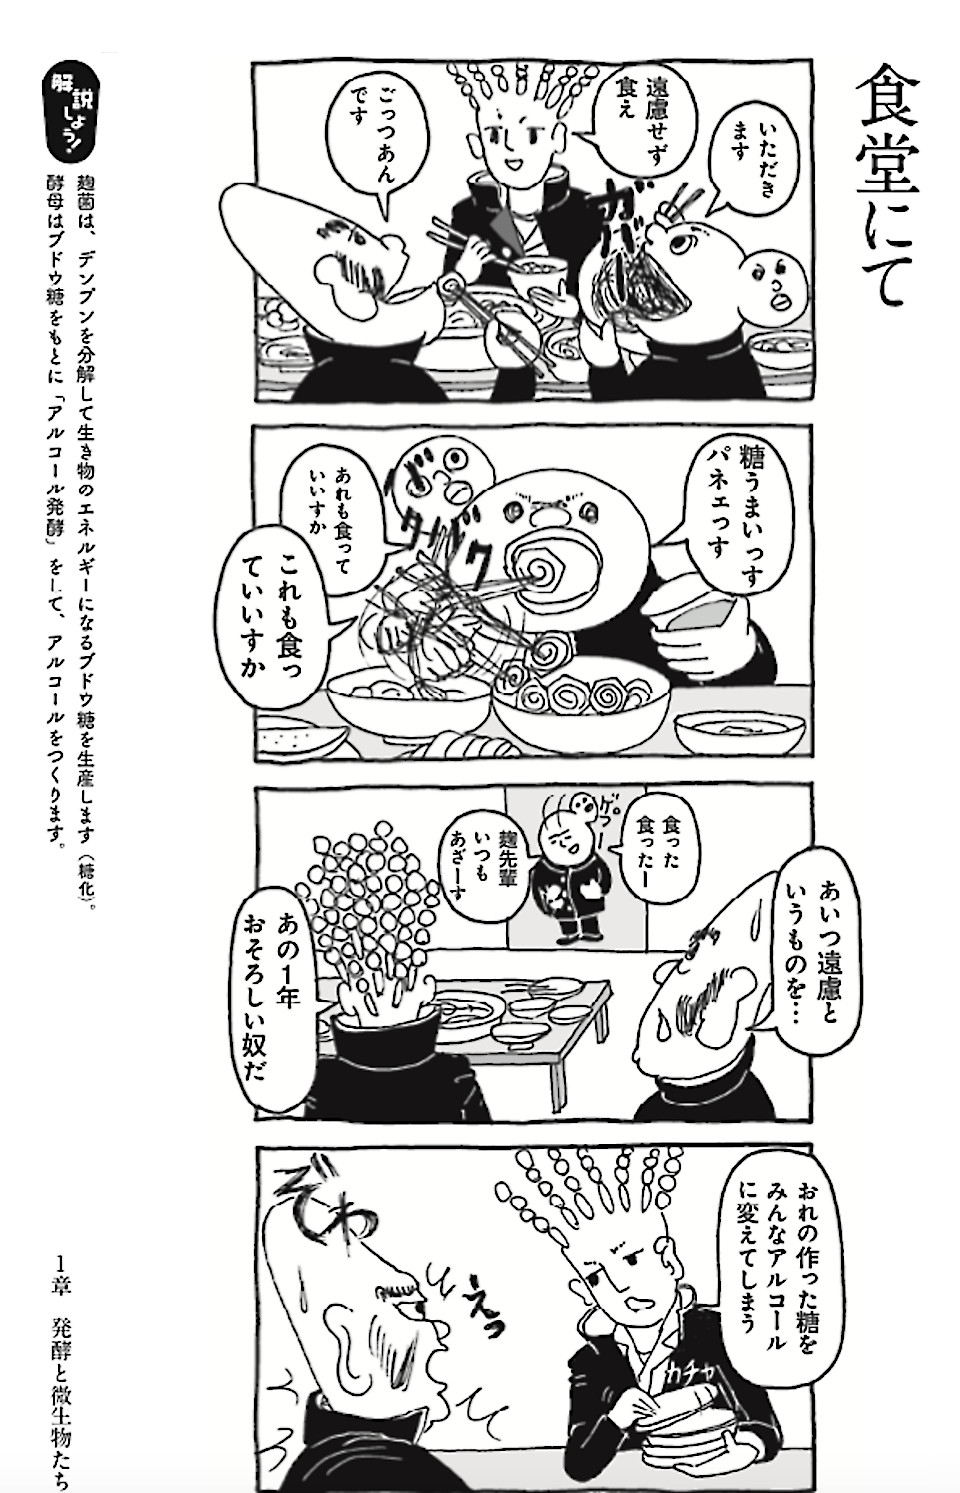 食堂にて
いただき
ます
遠慮せず
食え
ごっつあん
です
ガバ
糖うまいっす
パネェっす
バクバク
あれも食って
いいすか
これも食っ
ていいすか
食った
食ったー
ゲフー
麹先輩
いつも
あざーす
あいつ遠慮と
いうものを…
あの1年
おそろしい奴だ
おれの作った糖を
みんなアルコール
に変えてしまう
カチャ
えっ
ぞわ
解説しよう!
麹菌は、デンプンを分解して生き物のエネルギーになるブドウ糖を生産します(糖化)。
酵母はブドウ糖をもとに「アルコール発酵」をして、アルコールをつくります。
1章 発酵と微生物たち